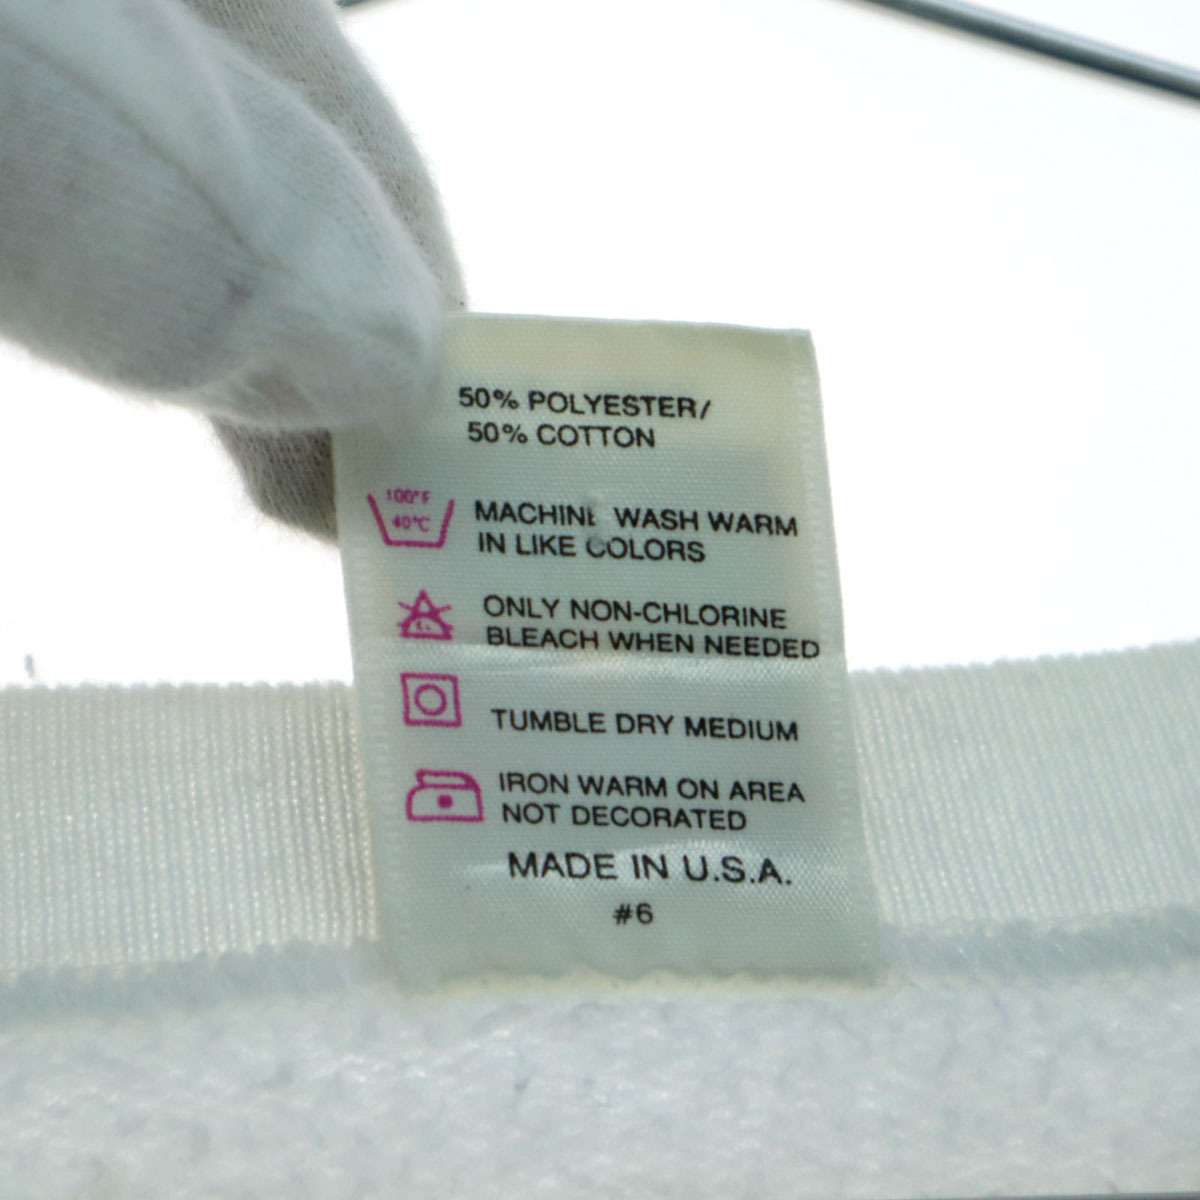 50% POLYESTER/
50% COTTON
100°F
40°C
MACHINE WASH WARM
IN LIKE COLORS
CL
ONLY NON-CHLORINE
BLEACH WHEN NEEDED
TUMBLE DRY MEDIUM
IRON WARM ON AREA
NOT DECORATED
MADE IN U.S.A.
#6